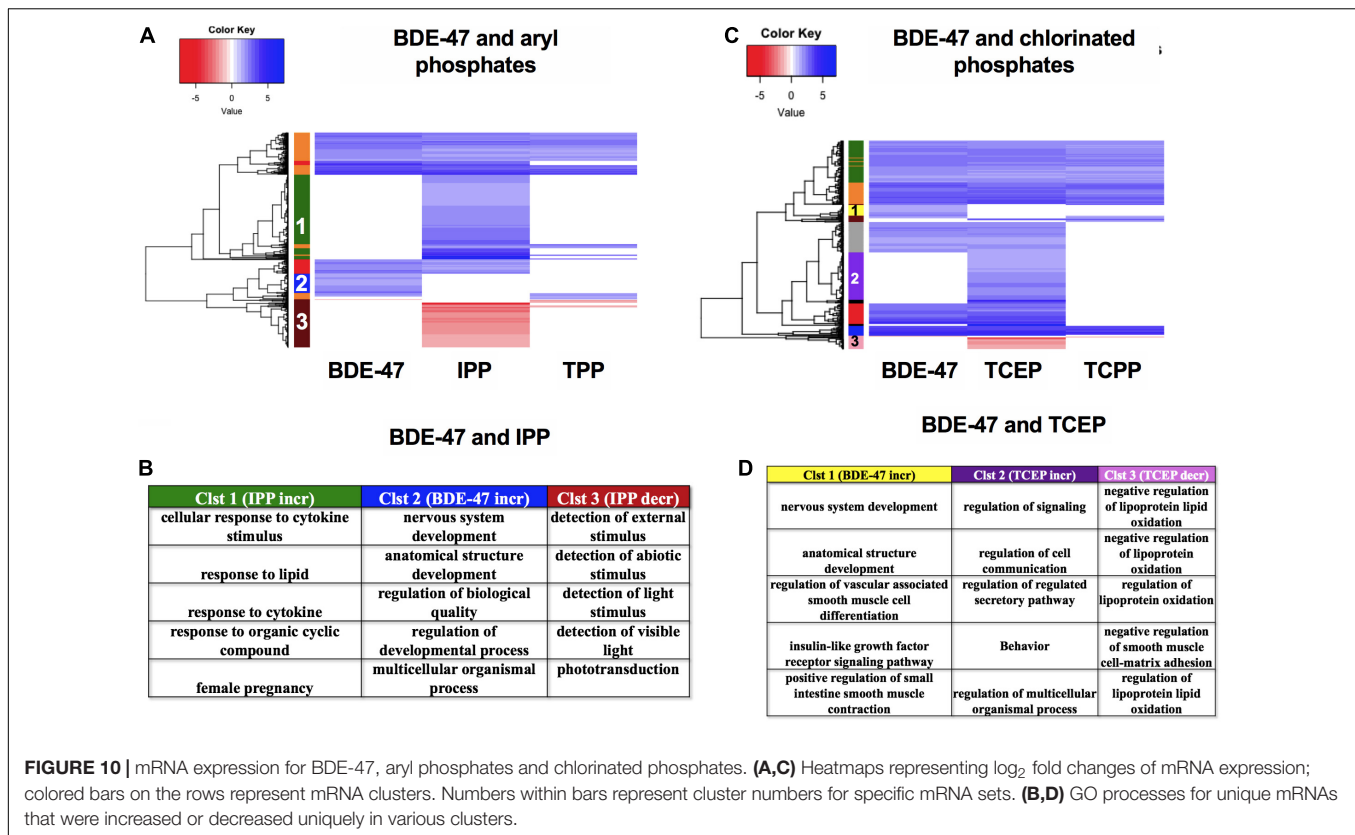 A
Color Key
-5
0
5
Value
BDE-47 and aryl
phosphates
1
2
3
BDE-47
IPP
TPP
C
Color Key
-5
0
5
Value
BDE-47 and chlorinated
phosphates
1
2
3
BDE-47
TCEP
TCPP
BDE-47 and IPP
B
Clst 1 (IPP incr)
Clst 2 (BDE-47 incr)
Clst 3 (IPP decr)
cellular response to cytokine
stimulus
nervous system
development
detection of external
stimulus
response to lipid
anatomical structure
development
detection of abiotic
stimulus
response to cytokine
regulation of biological
quality
detection of light
stimulus
response to organic cyclic
compound
regulation of
developmental process
detection of visible
light
female pregnancy
multicellular organismal
process
phototransduction
BDE-47 and TCEP
D
Clst 1 (BDE-47 incr)
Clst 2 (TCEP incr)
Clst 3 (TCEP decr)
nervous system development
regulation of signaling
negative regulation
of lipoprotein lipid
oxidation
anatomical structure
development
regulation of cell
communication
negative regulation
of lipoprotein
oxidation
regulation of vascular associated
smooth muscle cell
differentiation
regulation of regulated
secretory pathway
regulation of
lipoprotein oxidation
insulin-like growth factor
receptor signaling pathway
Behavior
negative regulation
of smooth muscle
cell-matrix adhesion
positive regulation of small
intestine smooth muscle
contraction
regulation of multicellular
organismal process
regulation of
lipoprotein lipid
oxidation
FIGURE 10 | mRNA expression for BDE-47, aryl phosphates and chlorinated phosphates. (A,C) Heatmaps representing log₂ fold changes of mRNA expression;
colored bars on the rows represent mRNA clusters. Numbers within bars represent cluster numbers for specific mRNA sets. (B,D) GO processes for unique mRNAs
that were increased or decreased uniquely in various clusters.